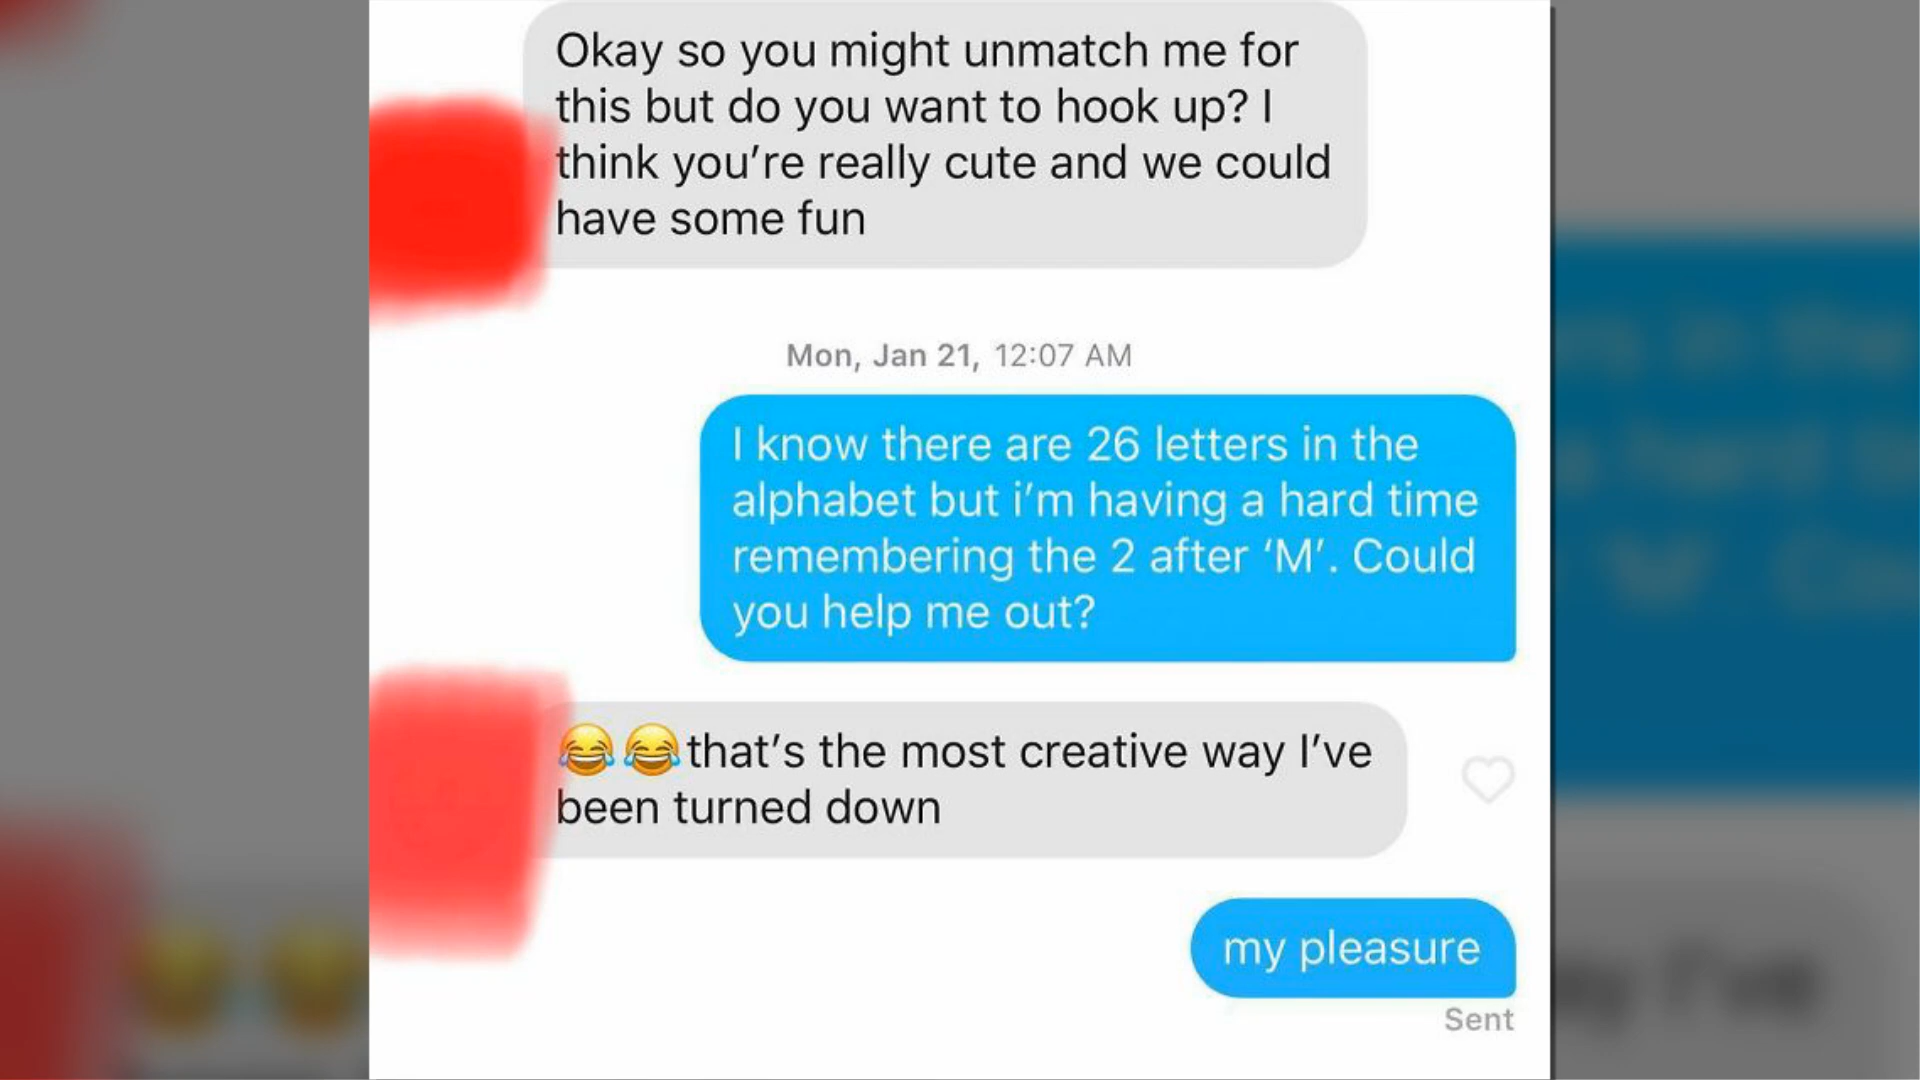 Okay so you might unmatch me for
this but do you want to hook up? I
think you're really cute and we could
have some fun
Mon, Jan 21, 12:07 AM
I know there are 26 letters in the
alphabet but i'm having a hard time
remembering the 2 after ‘M’. Could
you help me out?
😂😂that's the most creative way I've
been turned down
my pleasure
Sent